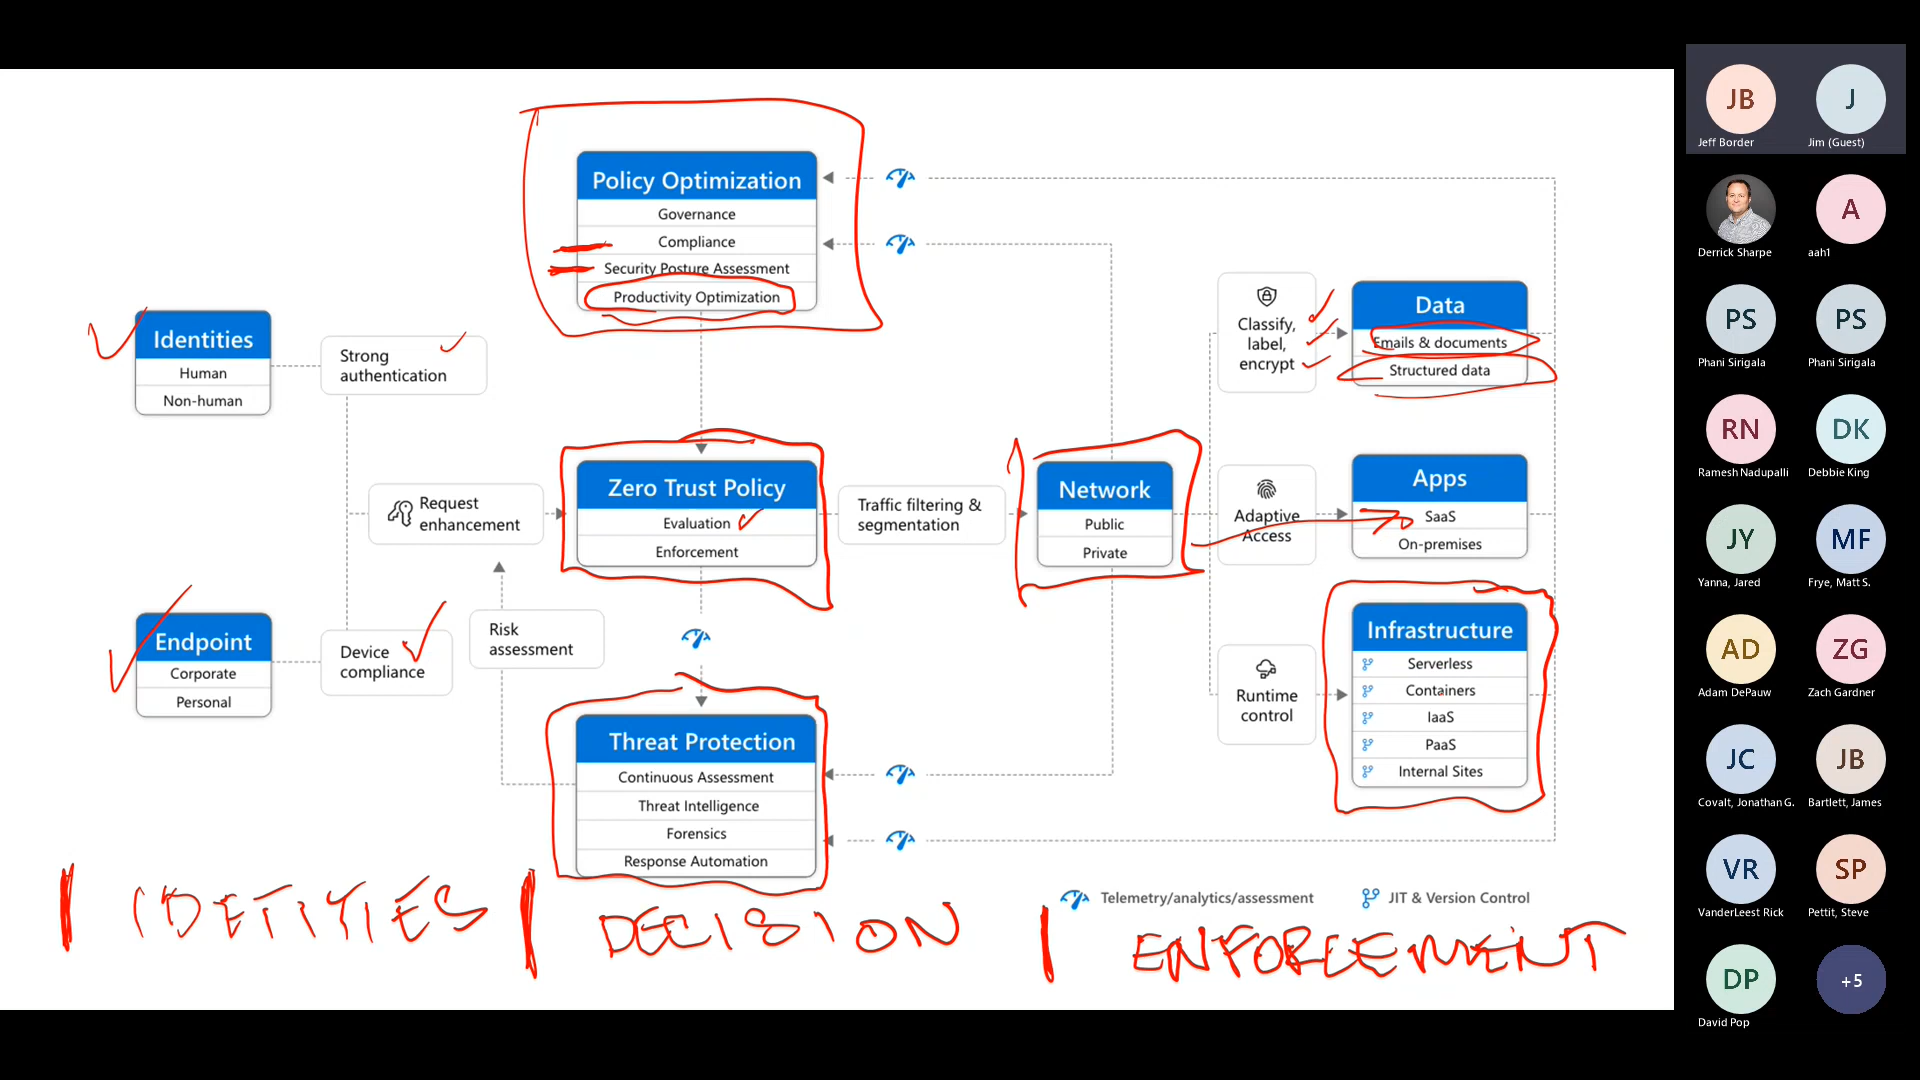 Policy Optimization
Governance
Compliance
Security Posture Assessment
Productivity Optimization
Identities
Human
Non-human
Strong
authentication
Request
enhancement
Zero Trust Policy
Evaluation
Enforcement
Traffic filtering &
segmentation
Network
Public
Private
Classify,
label,
encrypt
Data
Emails & documents
Structured data
Adaptive
Access
Apps
SaaS
On-premises
Endpoint
Corporate
Personal
Device
compliance
Risk
assessment
Threat Protection
Continuous Assessment
Threat Intelligence
Forensics
Response Automation
Runtime
control
Infrastructure
Serverless
Containers
IaaS
PaaS
Internal Sites
Telemetry/analytics/assessment
JIT & Version Control
IDETITIES
DECISION
ENFORCEMENT
JB
J
Jeff Border
Jim (Guest)
A
Derrick Sharpe
aah1
PS
PS
Phani Sirigala
Phani Sirigala
RN
DK
Ramesh Nadupalli
Debbie King
JY
MF
Yanna, Jared
Frye, Matt S.
AD
ZG
Adam DePauw
Zach Gardner
JC
JB
Covalt, Jonathan G.
Bartlett, James
VR
SP
VanderLeest Rick
Pettit, Steve
DP
+5
David Pop